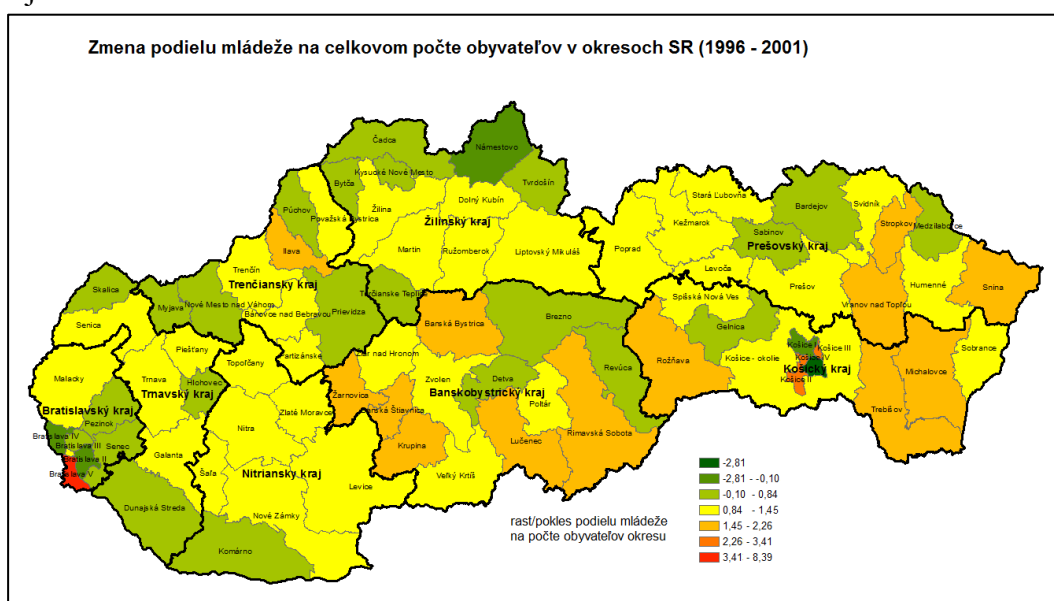 Zmena podielu mládeže na celkovom počte obyvateľov v okresoch SR (1996 - 2001)
Námestovo
Čadca
Kysucké Nové Mesto
Bytča
Tvrdošín
Stará Ľubovňa
Bardejov
Svidník
Dolný Kubín
Púchov
Žilina
Kežmarok
Stropkov
Medzilaborce
Považská Bystrica
Žilinský kraj
Sabinov
Prešovský kraj
Ilava
Martin
Ružomberok
Liptovský Mikuláš
Poprad
Levoča
Trenčín
Prešov
Humenné
Snina
Trenčiansky kraj
Skalica
Nové Mesto nad Váhom
Turčianske Teplice
Spišská Nová Ves
Vranov nad Topľou
Myjava
Bánovce nad Bebravou
Prievidza
Brezno
Gelnica
Senica
Banská Bystrica
Košice I
Košice III
Sobrance
Piešťany
Partizánske
Žiar nad Hronom
Rožňava
Košice - okolie
Košice IV
Topoľčany
Revúca
Košický kraj
Michalovce
Malacky
Trnava
Hlohovec
Zvolen
Detva
Košice II
Trnavský kraj
Banskobystrický kraj
Žarnovica
Poltár
Bratislavský kraj
Zlaté Moravce
Banská Štiavnica
Trebišov
Pezinok
Nitra
Krupina
Lučenec
Rimavská Sobota
Bratislava IV
Bratislava III
Senec
Bratislava II
Galanta
Bratislava V
Šaľa
Nitriansky kraj
Levice
Veľký Krtíš
Dunajská Streda
Nové Zámky
Komárno
rast/pokles podielu mládeže
na počte obyvateľov okresu
-2,81
-2,81 - -0,10
-0,10 - 0,84
0,84 - 1,45
1,45 - 2,26
2,26 - 3,41
3,41 - 8,39